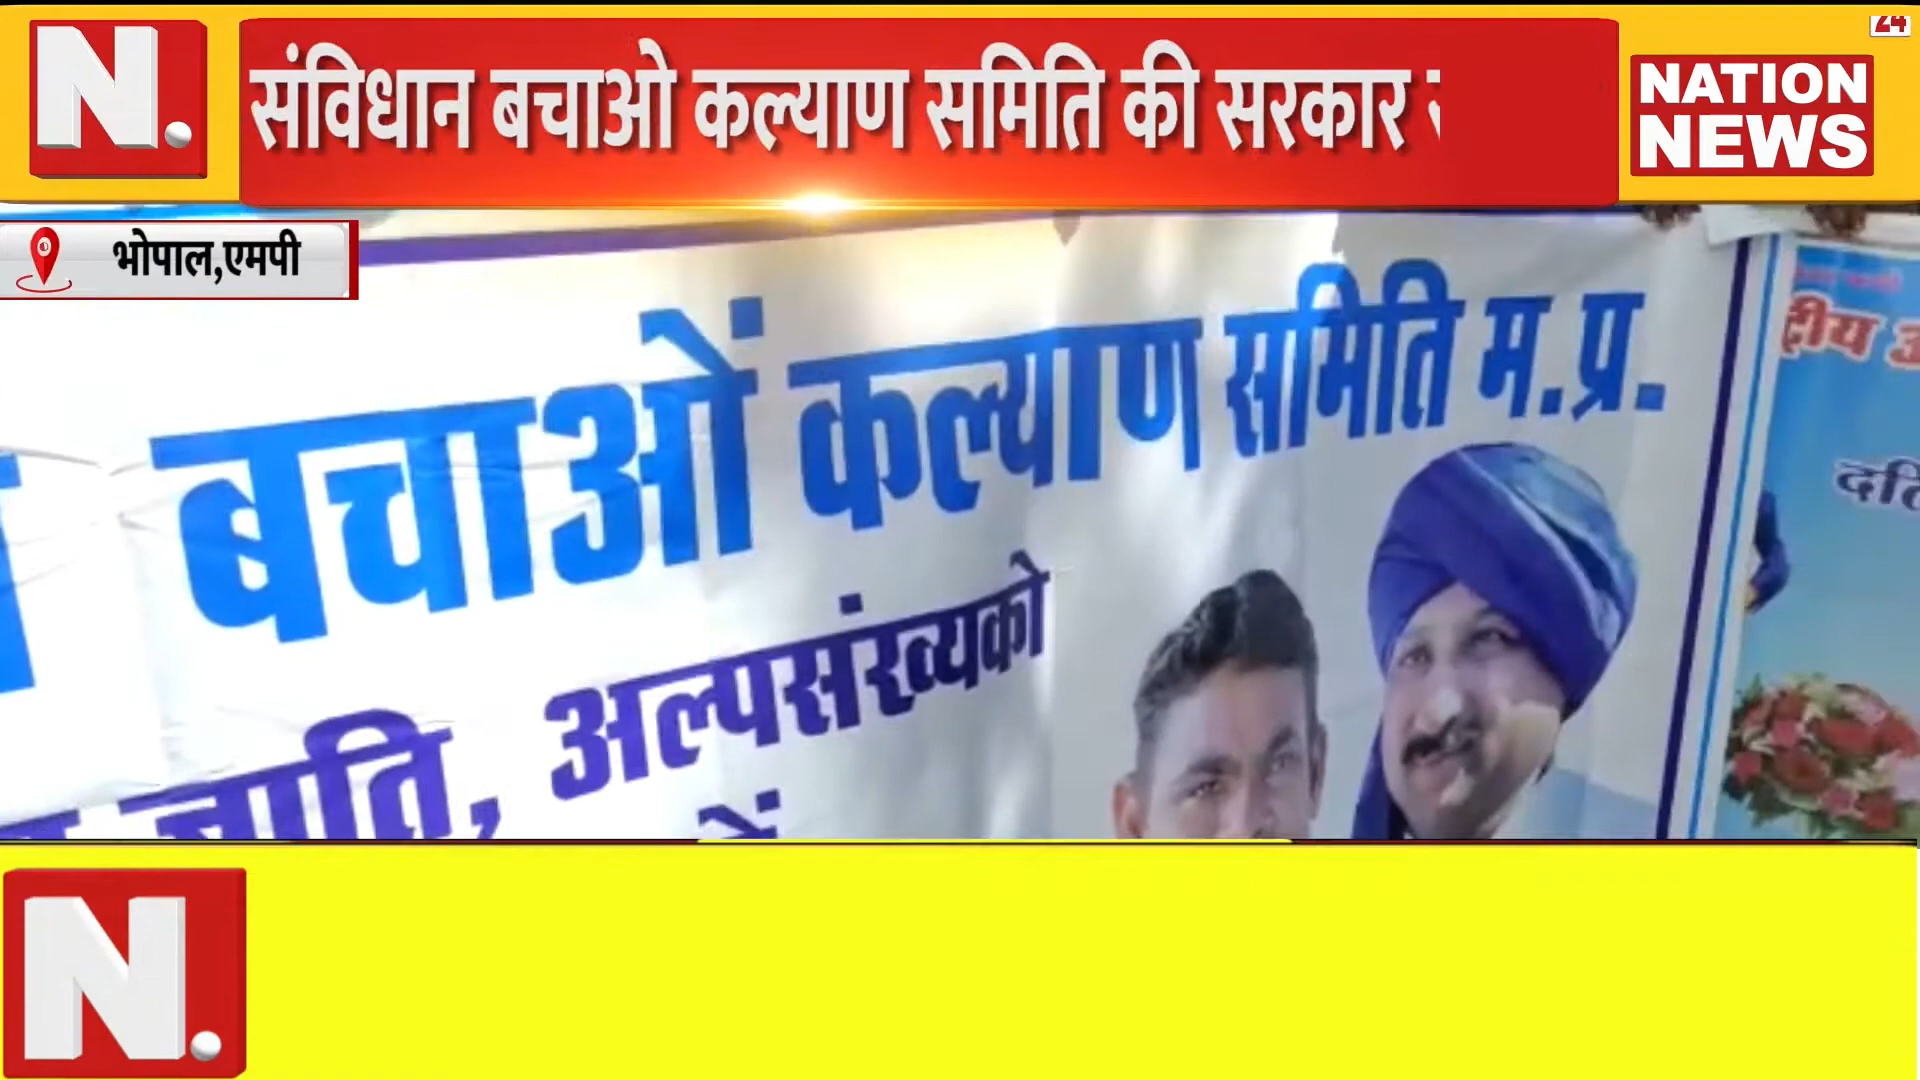 N.
संविधान बचाओ कल्याण समिति की सरकार
24
NATION
NEWS
भोपाल,एमपी
बचाओं कल्याण समिति म.प्र.
जाति, अल्पसंख्यको
N.